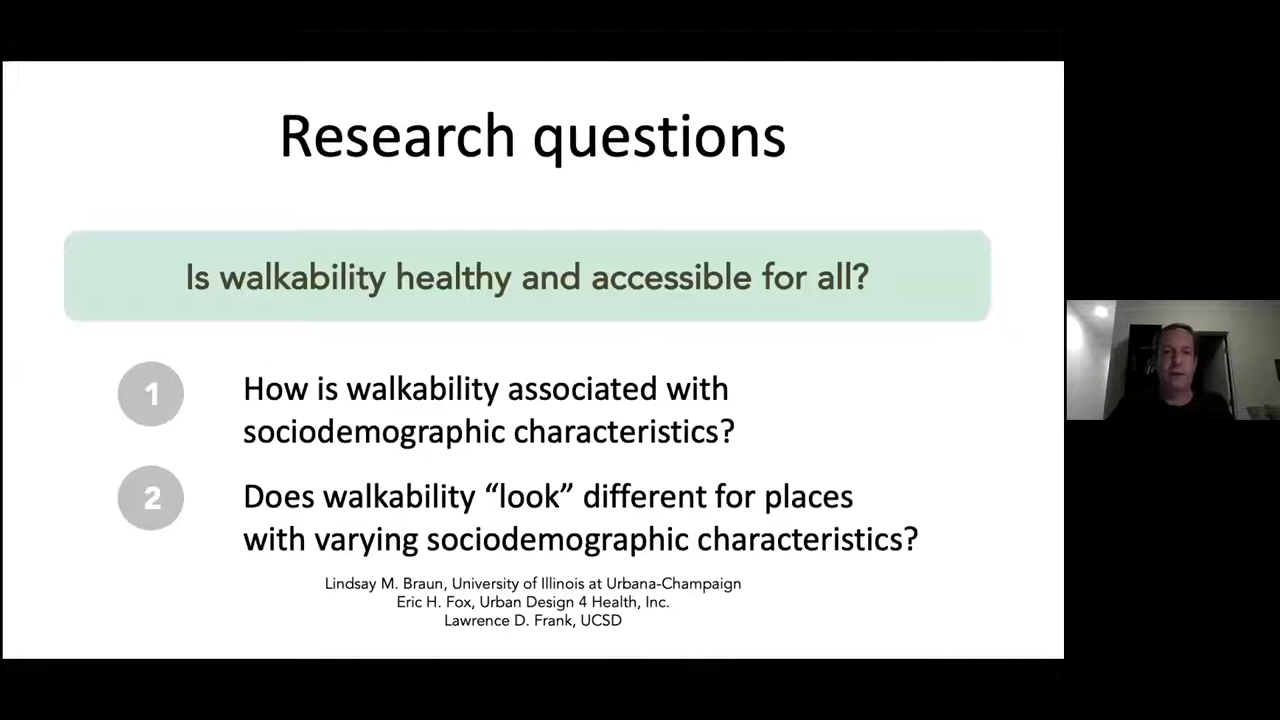 Research questions
Is walkability healthy and accessible for all?
1
How is walkability associated with
sociodemographic characteristics?
2
Does walkability “look” different for places
with varying sociodemographic characteristics?
Lindsay M. Braun, University of Illinois at Urbana-Champaign
Eric H. Fox, Urban Design 4 Health, Inc.
Lawrence D. Frank, UCSD